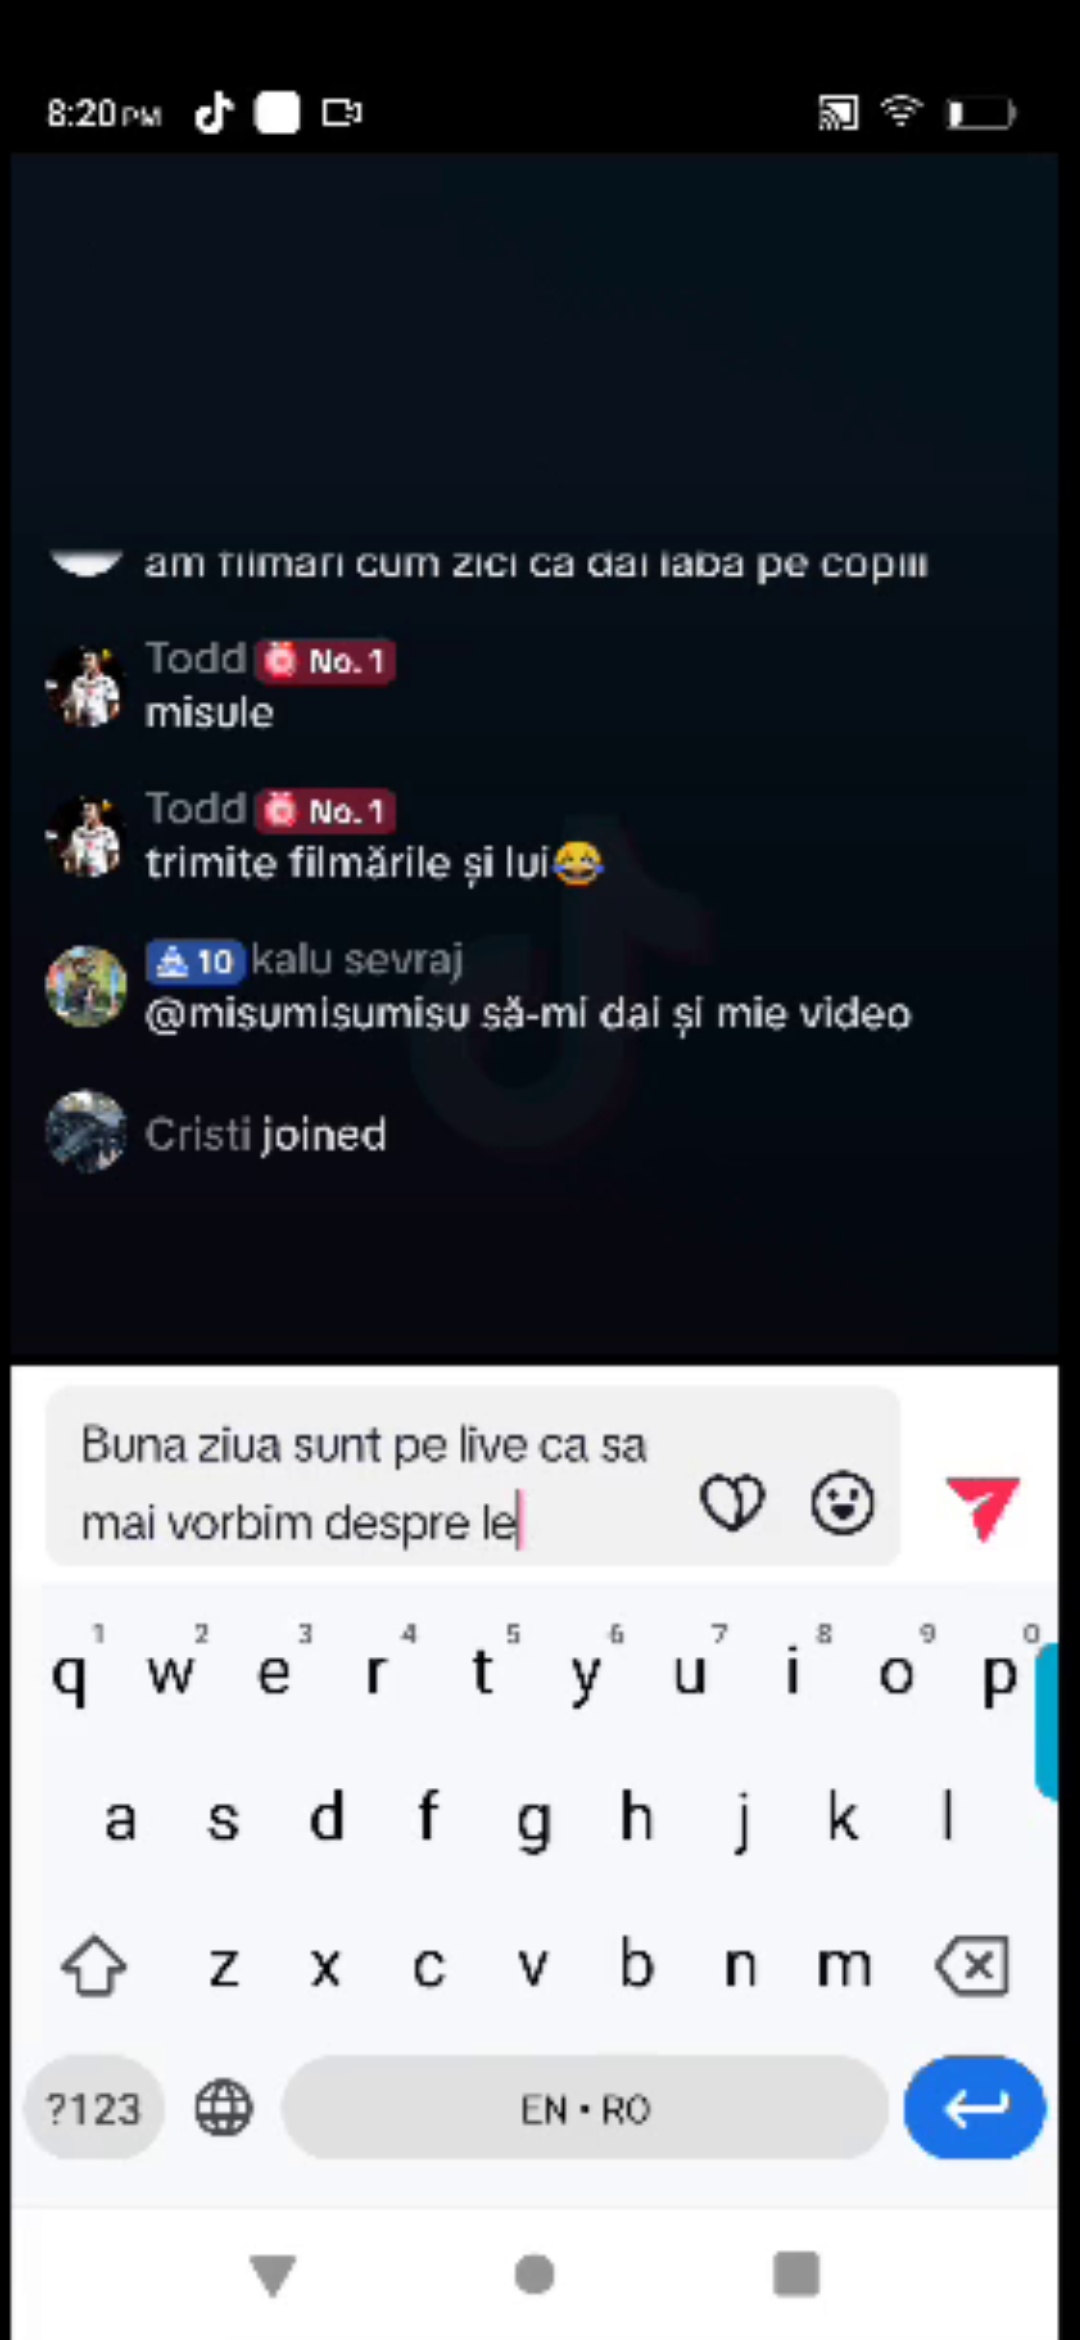 8:20 PM
am filmari cum zici ca dai laba pe copiii
Todd No. 1
misule
Todd No. 1
trimite filmările și lui😂
10 kalu sevraj
@misumisumisu să-mi dai și mie video
Cristi joined
Buna ziua sunt pe live ca sa
mai vorbim despre le
1 2 3 4 5 6 7 8 9 0
q w e r t y u i o p
a s d f g h j k l
z x c v b n m
?123 EN • RO